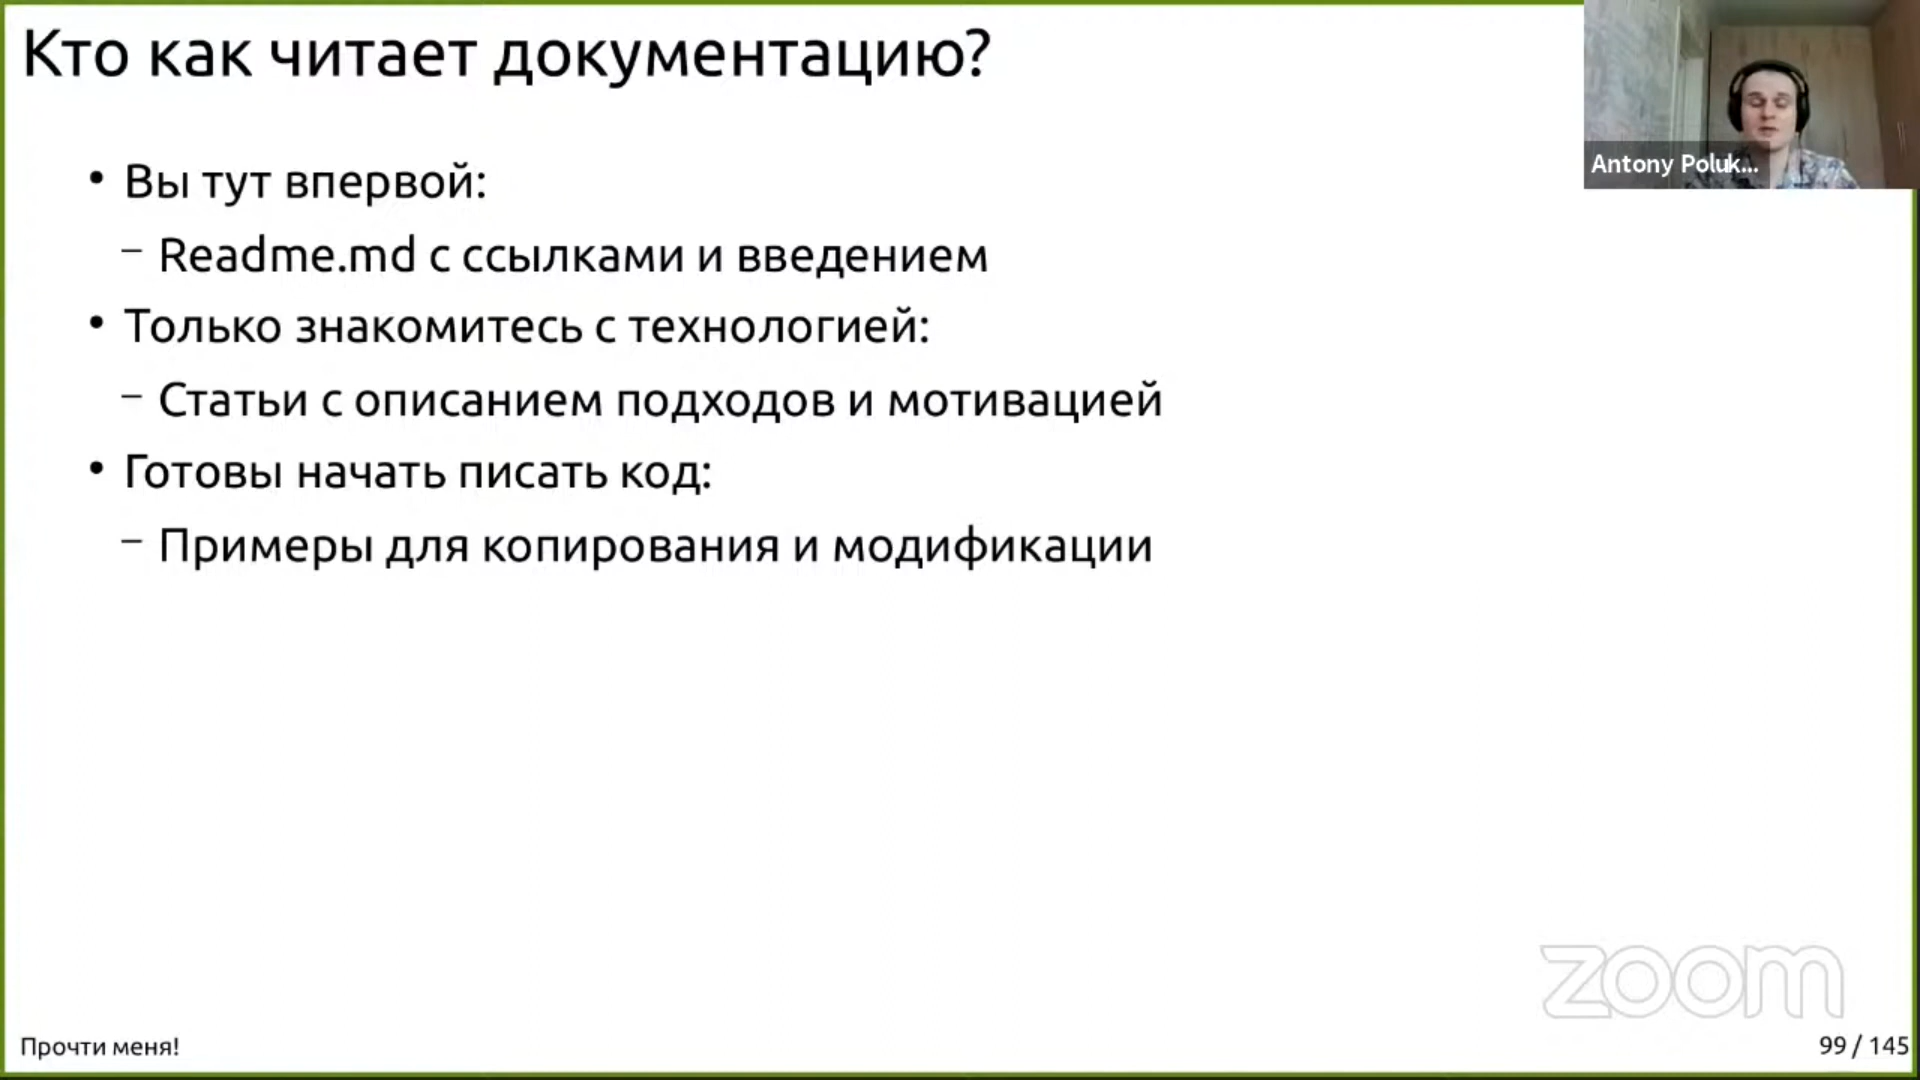 Кто как читает документацию?
Antony Poluk...
• Вы тут впервой:
– Readme.md с ссылками и введением
• Только знакомитесь с технологией:
– Статьи с описанием подходов и мотивацией
• Готовы начать писать код:
– Примеры для копирования и модификации
zoom
Прочти меня!
99 / 145